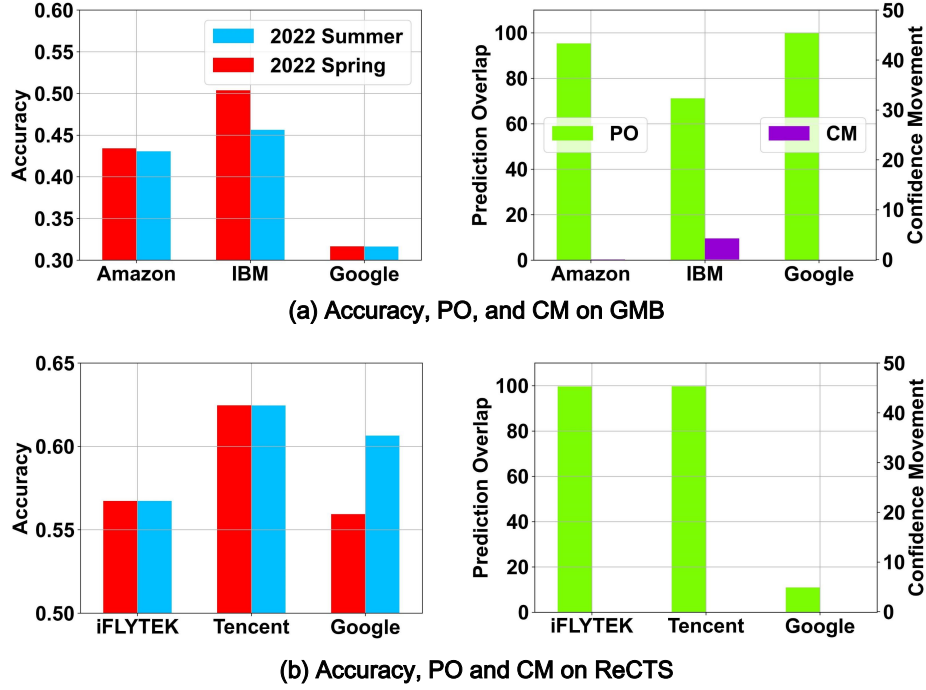 0.60
0.50
0.45
0.40
0.35
0.30
Accuracy
2022 Summer
2022 Spring
Amazon IBM Google
100
80
60
40
20
0
Prediction Overlap
PO
CM
50
40
30
20
10
0
Confidence Movement
Amazon IBM Google
(a) Accuracy, PO, and CM on GMB
0.65
0.60
0.55
0.50
Accuracy
iFLYTEK Tencent Google
100
80
60
40
20
0
Prediction Overlap
50
40
30
20
10
0
Confidence Movement
iFLYTEK Tencent Google
(b) Accuracy, PO and CM on ReCTS